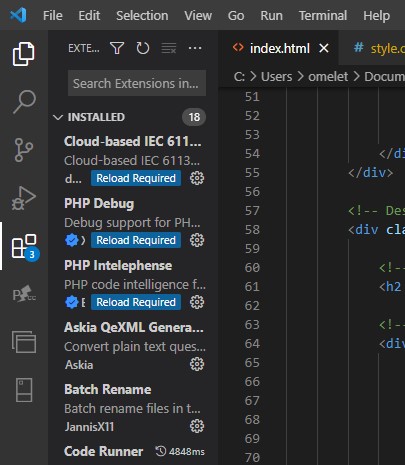 File Edit Selection View Go Run Terminal Help
EXTE...
Search Extensions in...
INSTALLED 18
Cloud-based IEC 611...
Cloud-based IEC 6113...
d... Reload Required
PHP Debug
Debug support for PH...
Reload Required
PHP Intelephense
PHP code intelligence f...
Reload Required
Askia QeXML Genera...
Convert plain text ques...
Askia
Batch Rename
Batch rename files in t...
JannisX11
Code Runner 4848ms
3
index.html
# style.c
C: > Users > omelet > Docum
51
52
53
54 </di
55 </div>
56
57 <!-- Des
58 <div cla
59
60 <!--
61 <h2
62
63 <!--
64 <di
65
66
67
68
69
70